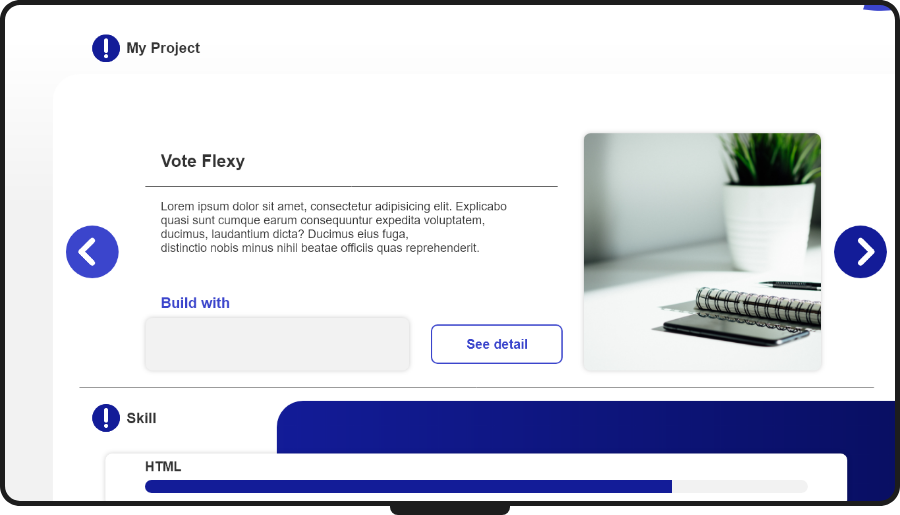 My Project
Vote Flexy
Lorem ipsum dolor sit amet, consectetur adipisicing elit. Explicabo
quasi sunt cumque earum consequuntur expedita voluptatem,
ducimus, laudantium dicta? Ducimus eius fuga,
distinctio nobis minus nihil beatae officiis quas reprehenderit.
Build with
See detail
Skill
HTML